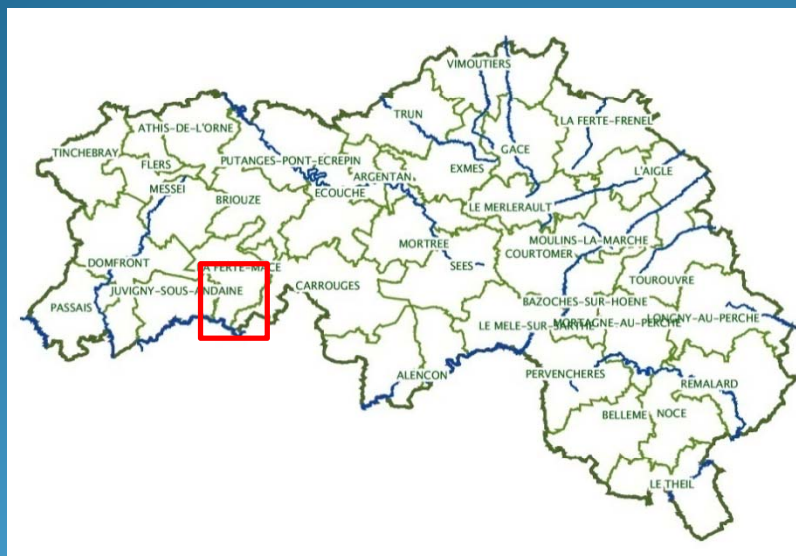 VIMOUTIERS
TRUN
LA FERTE-FRENEL
ATHIS-DE-L'ORNE
GACE
TINCHEBRAY
FLERS
PUTANGES-PONT-ECREPIN
EXMES
L'AIGLE
MESSEI
ARGENTAN
BRIOUZE
ECOUCHE
LE MERLERAULT
MORTREE
MOULINS-LA-MARCHE
COURTOMER
DOMFRONT
SEES
LA FERTE-MACE
TOUROUVRE
JUVIGNY-SOUS-ANDAINE
CARROUGES
PASSAIS
BAZOCHES-SUR-HOENE
LONGNY-AU-PERCHE
LE MELE-SUR-SARTHE
MORTAGNE-AU-PERCHE
ALENCON
PERVENCHERES
REMALARD
BELLEME
NOCE
LE THEIL